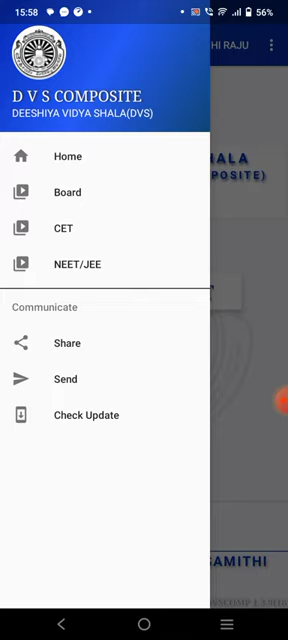 15:58
56%
HI RAJU
D V S COMPOSITE
DEESHIYA VIDYA SHALA(DVS)
Home
HALA
POSITE)
Board
CET
NEET/JEE
Communicate
Share
Send
Check Update
SAMITHI